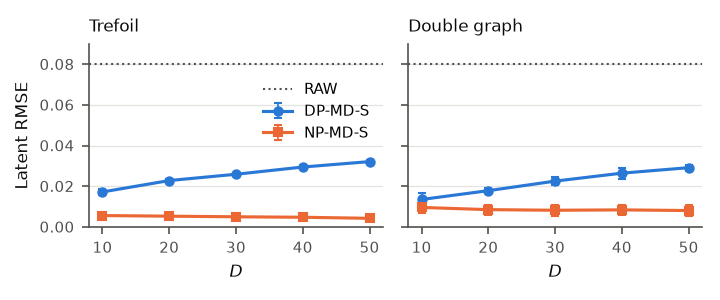 Trefoil
Double graph
Latent RMSE
0.08
0.06
0.04
0.02
0.00
RAW
DP-MD-S
NP-MD-S
10 20 30 40 50
10 20 30 40 50
D
D